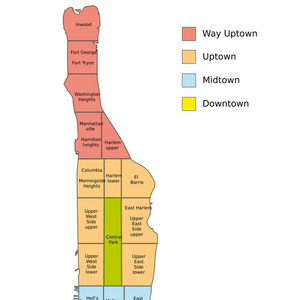 Inwood
Fort George
Fort Tryon
Washington
Heights
Manhattan
ville
Hamilton
heights
Harlem
upper
Columbia
Morningside
Heights
Harlem
lower
El
Barrio
Upper
West
Side
upper
East Harlem
Upper
East
Side
upper
Central
Park
Upper
West
Side
lower
Upper
East
Side
lower
Hell's
East
Way Uptown
Uptown
Midtown
Downtown